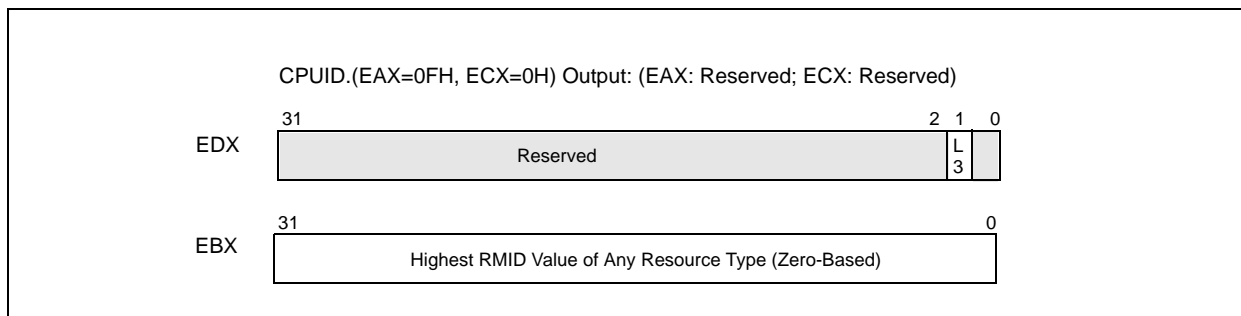 CPUID.(EAX=0FH, ECX=0H) Output: (EAX: Reserved; ECX: Reserved)
31 2 1 0
EDX Reserved L
3
31 0
EBX Highest RMID Value of Any Resource Type (Zero-Based)